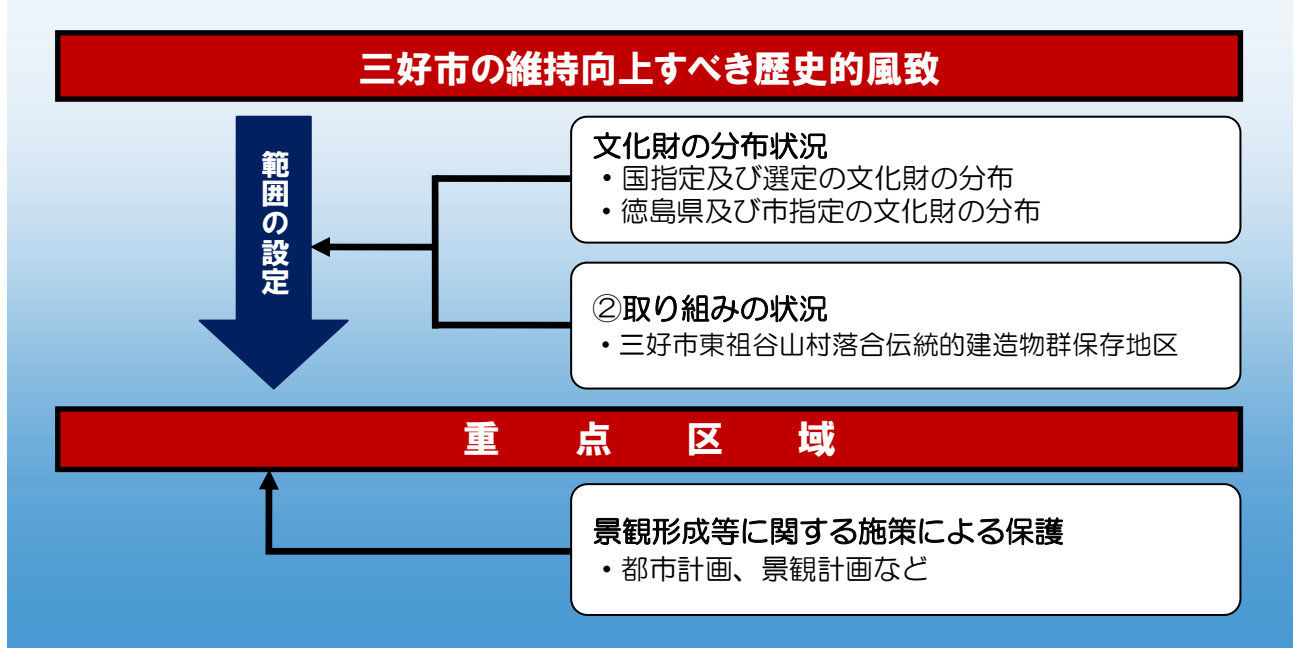 三好市の維持向上すべき歴史的風致
範囲の設定
文化財の分布状況
・国指定及び選定の文化財の分布
・徳島県及び市指定の文化財の分布
②取り組みの状況
・三好市東祖谷山村落合伝統的建造物群保存地区
重点区域
景観形成等に関する施策による保護
・都市計画、景観計画など